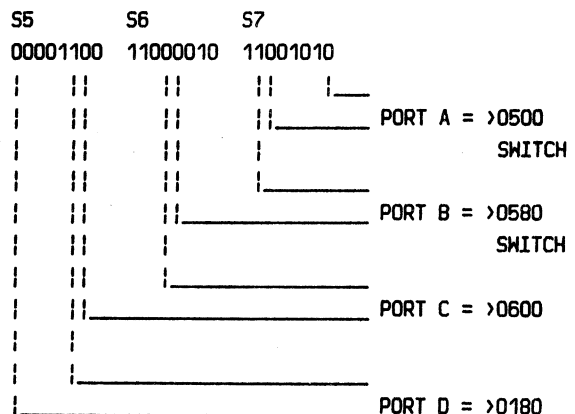 S5 S6 S7
00001100 11000010 11001010
PORT A = >0500
SWITCH
PORT B = >0580
SWITCH
PORT C = >0600
PORT D = >0180